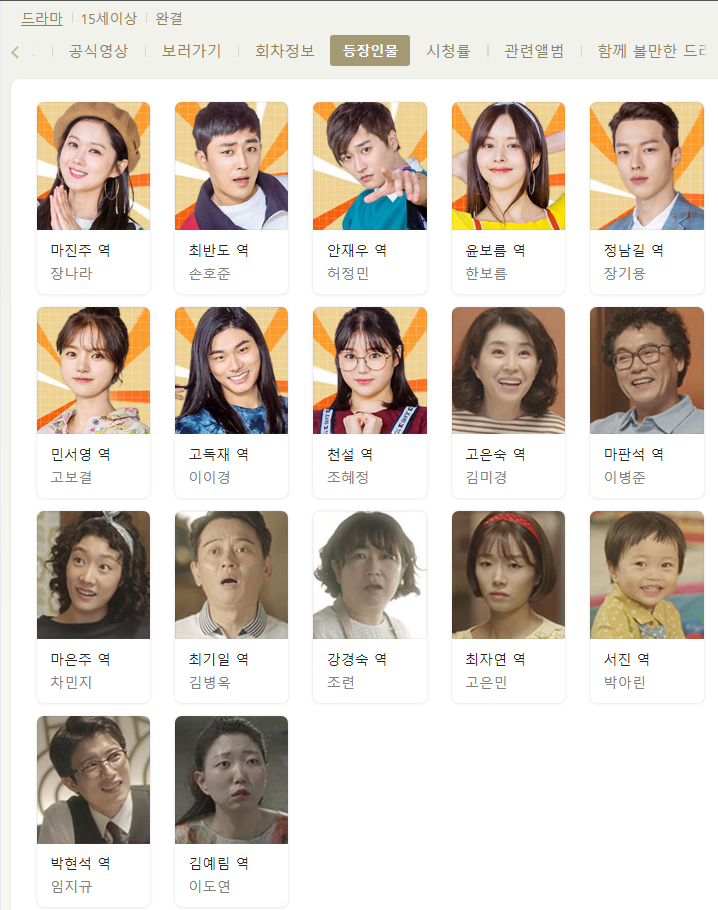 드라마 15세이상 완결
공식영상 보러가기 회차정보 등장인물 시청률 관련앨범 함께 볼만한 드
마진주 역 최반도 역 안재우 역 윤보름 역 정남길 역
장나라 손호준 허정민 한보름 장기용
민서영 역 고독재 역 천설 역 고은숙 역 마판석 역
고보결 이이경 조혜정 김미경 이병준
마은주 역 최기일 역 강경숙 역 최자연 역 서진 역
차민지 김병옥 조련 고은민 박아린
박현석 역 김예림 역
임지규 이도연